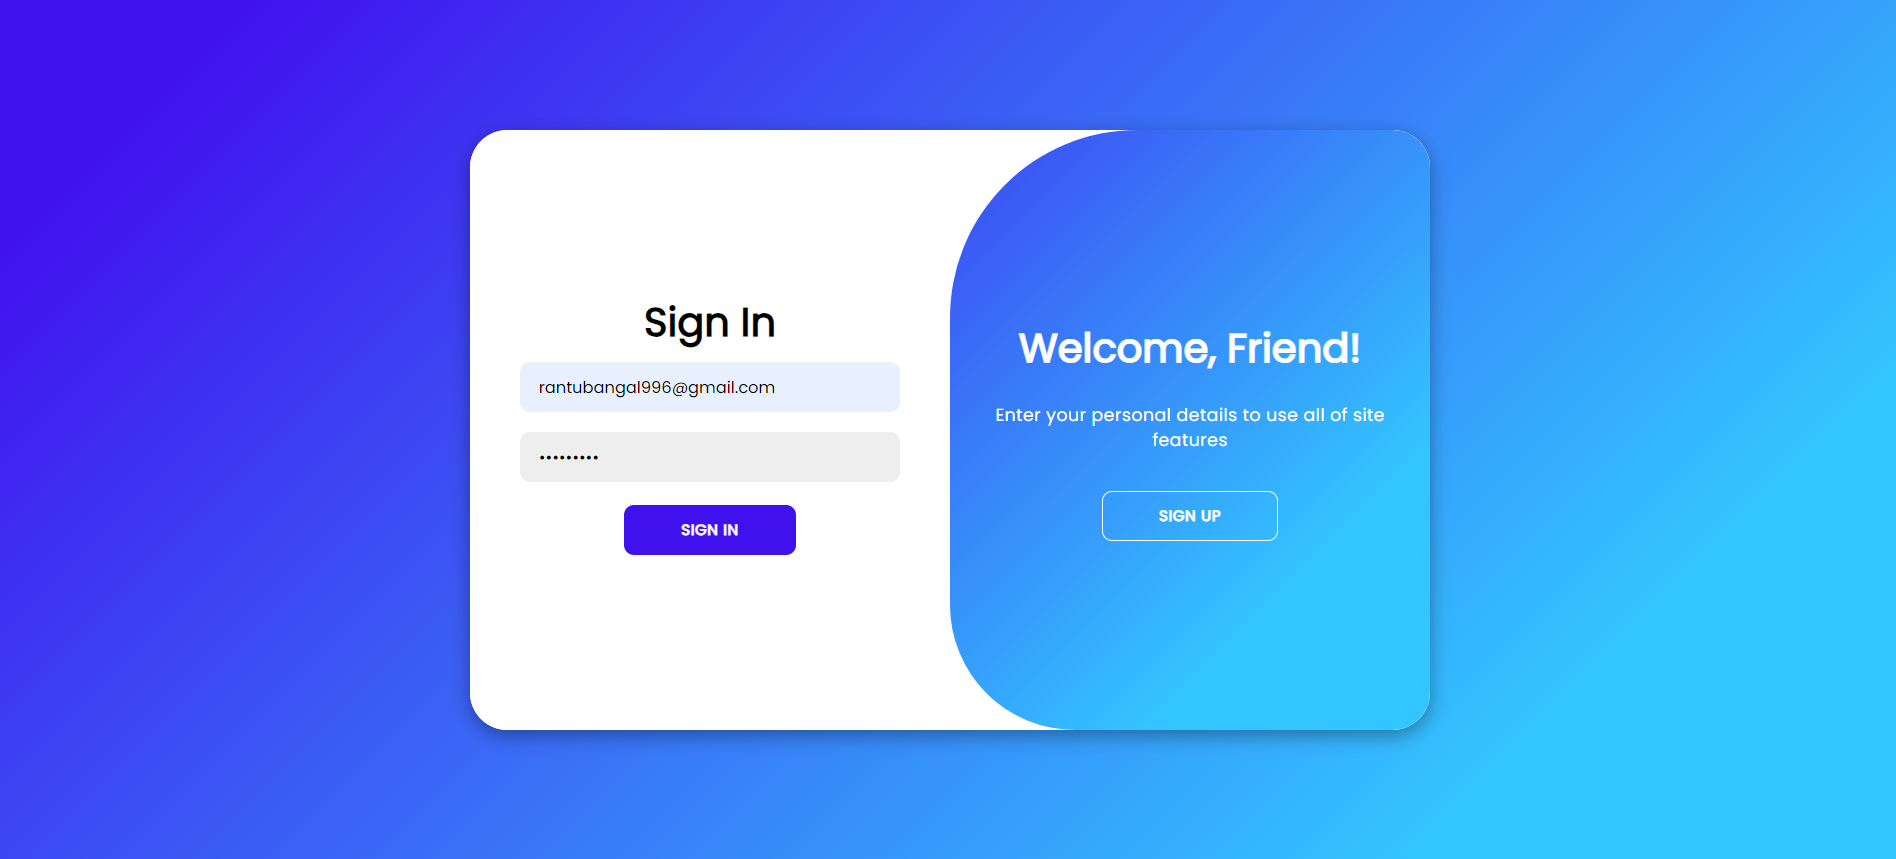 Sign In
rantubangal996@gmail.com
•••••••••
SIGN IN
Welcome, Friend!
Enter your personal details to use all of site
features
SIGN UP